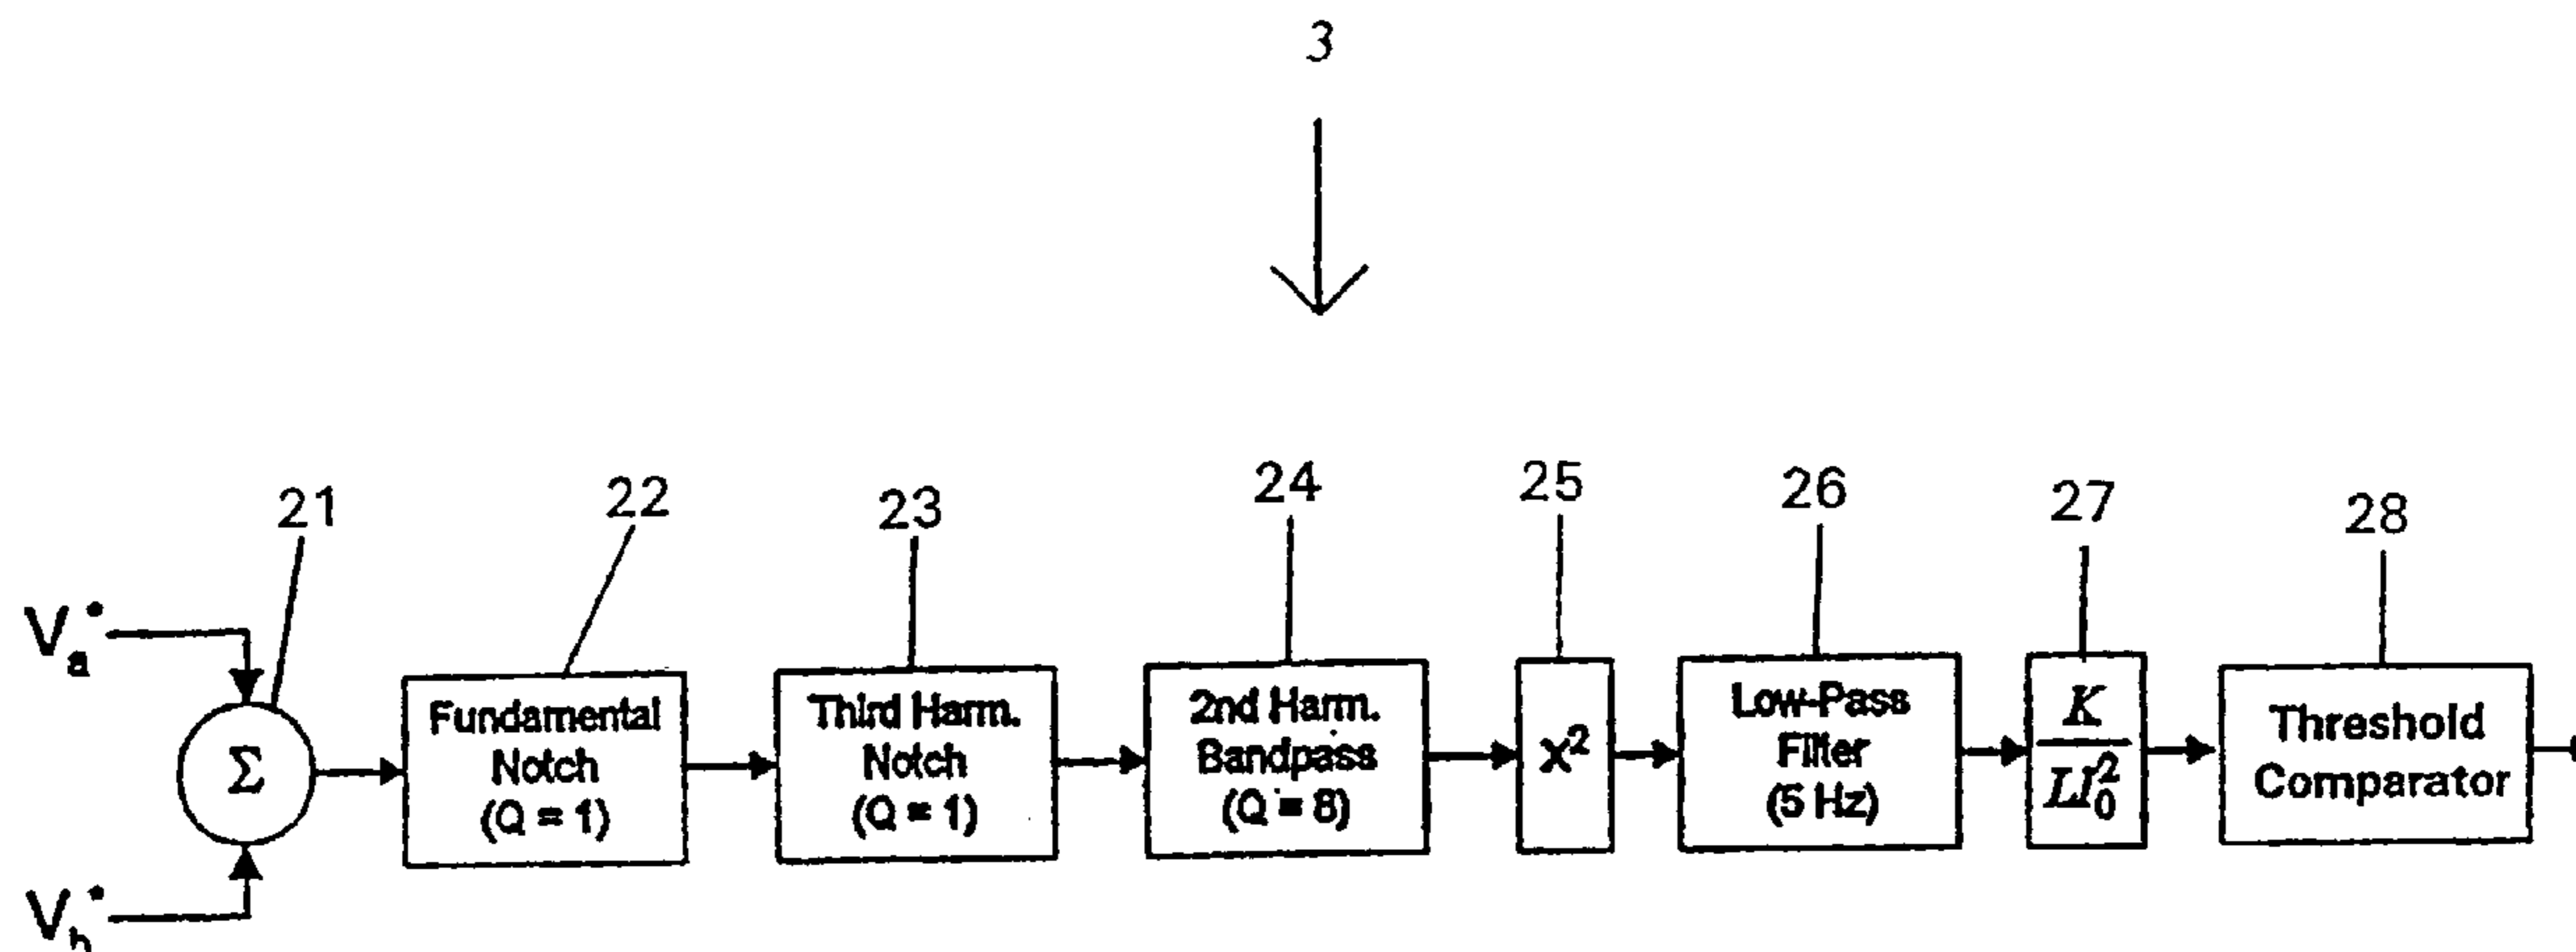 3
21
22
23
24
25
26
27
28
Va*
Σ
Vb*
Fundamental
Notch
(Q = 1)
Third Harm.
Notch
(Q = 1)
2nd Harm.
Bandpass
(Q = 8)
X²
Low-Pass
Filter
(5 Hz)
K
LI₀²
Threshold
Comparator